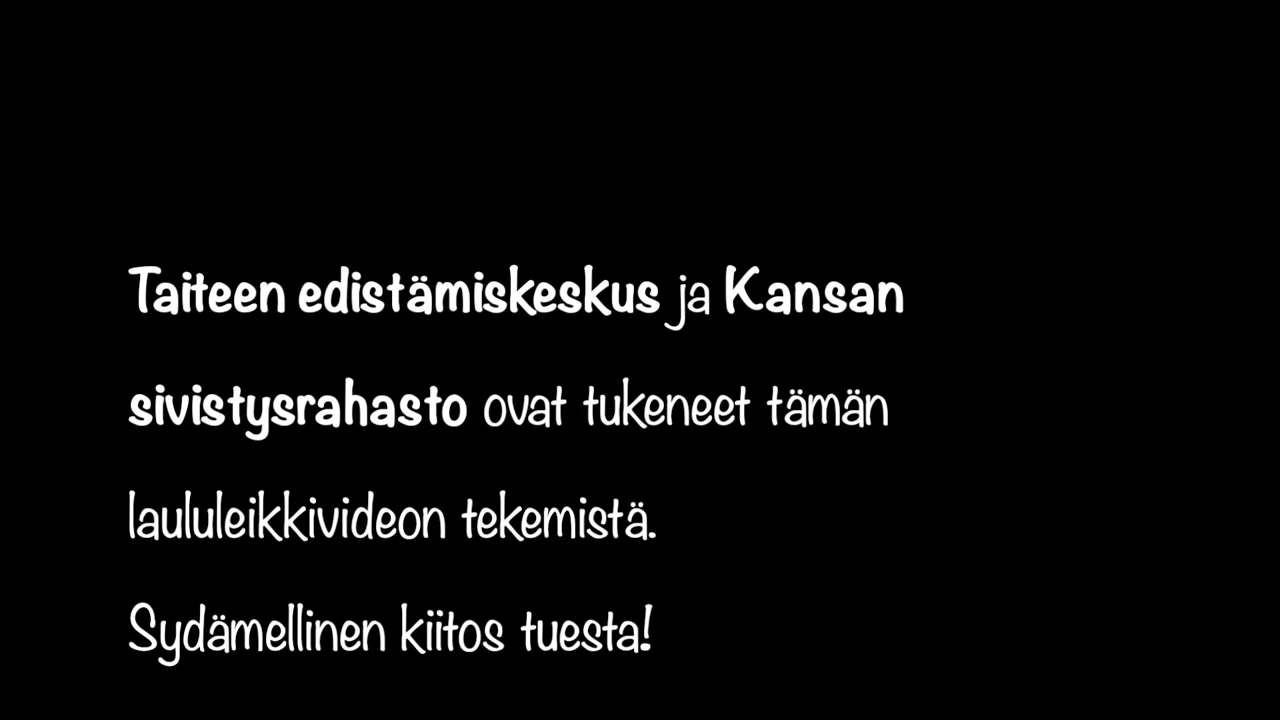 Taiteen edistämiskeskus ja Kansan
sivistysrahasto ovat tukeneet tämän
laululeikkivideon tekemistä.
Sydämellinen kiitos tuesta!